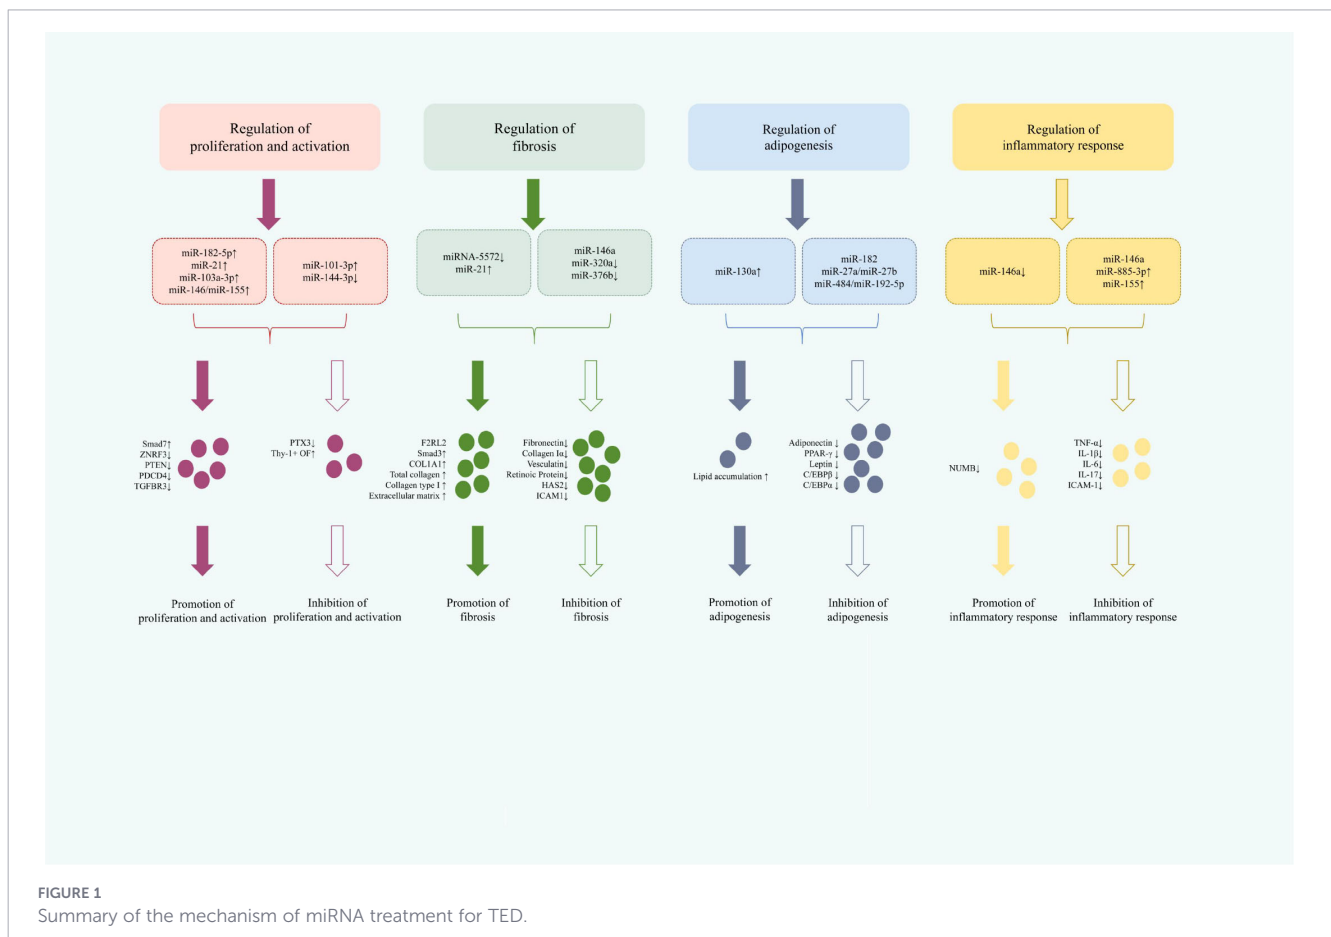 Regulation of
proliferation and activation
Regulation of
fibrosis
Regulation of
adipogenesis
Regulation of
inflammatory response
miR-182-5p↑
miR-21↑
miR-103a-3p↑
miR-146/miR-155↑
miR-101-3p↑
miR-144-3p↓
miRNA-5572↓
miR-21↑
miR-146a
miR-320a↓
miR-376b↓
miR-130a↑
miR-182
miR-27a/miR-27b
miR-484/miR-192-5p
miR-146a↓
miR-146a
miR-885-3p↑
miR-155↑
Smad7↑
ZNRF3↓
PTEN↓
PDCD4↓
TGFBR3↓
PTX3↓
Thy-1+ OF↑
F2RL2
Smad3↑
COL1A1↑
Total collagen ↑
Collagen type I ↑
Extracellular matrix ↑
Fibronectin↓
Collagen Iα↓
Vesculatin↓
Retinoic Protein↓
HAS2↓
ICAM1↓
Lipid accumulation ↑
Adiponectin ↓
PPAR-γ↓
Leptin ↓
C/EBPβ ↓
C/EBPα ↓
NUMB↓
TNF-α↓
IL-1β↓
IL-6↓
IL-17↓
ICAM-1↓
Promotion of
proliferation and activation
Inhibition of
proliferation and activation
Promotion of
fibrosis
Inhibition of
fibrosis
Promotion of
adipogenesis
Inhibition of
adipogenesis
Promotion of
inflammatory response
Inhibition of
inflammatory response
FIGURE 1
Summary of the mechanism of miRNA treatment for TED.